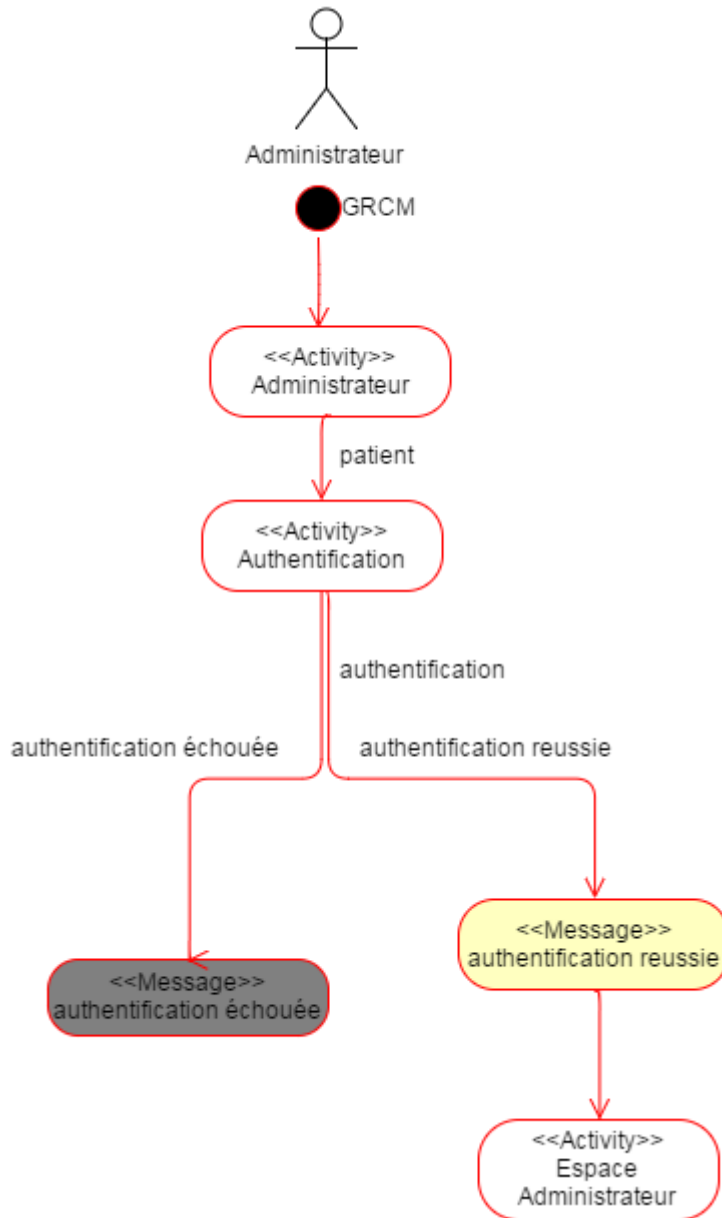 Administrateur
GRCM
<<Activity>>
Administrateur
patient
<<Activity>>
Authentification
authentification
authentification échouée
authentification reussie
<<Message>>
authentification reussie
<<Message>>
authentification échouée
<<Activity>>
Espace
Administrateur